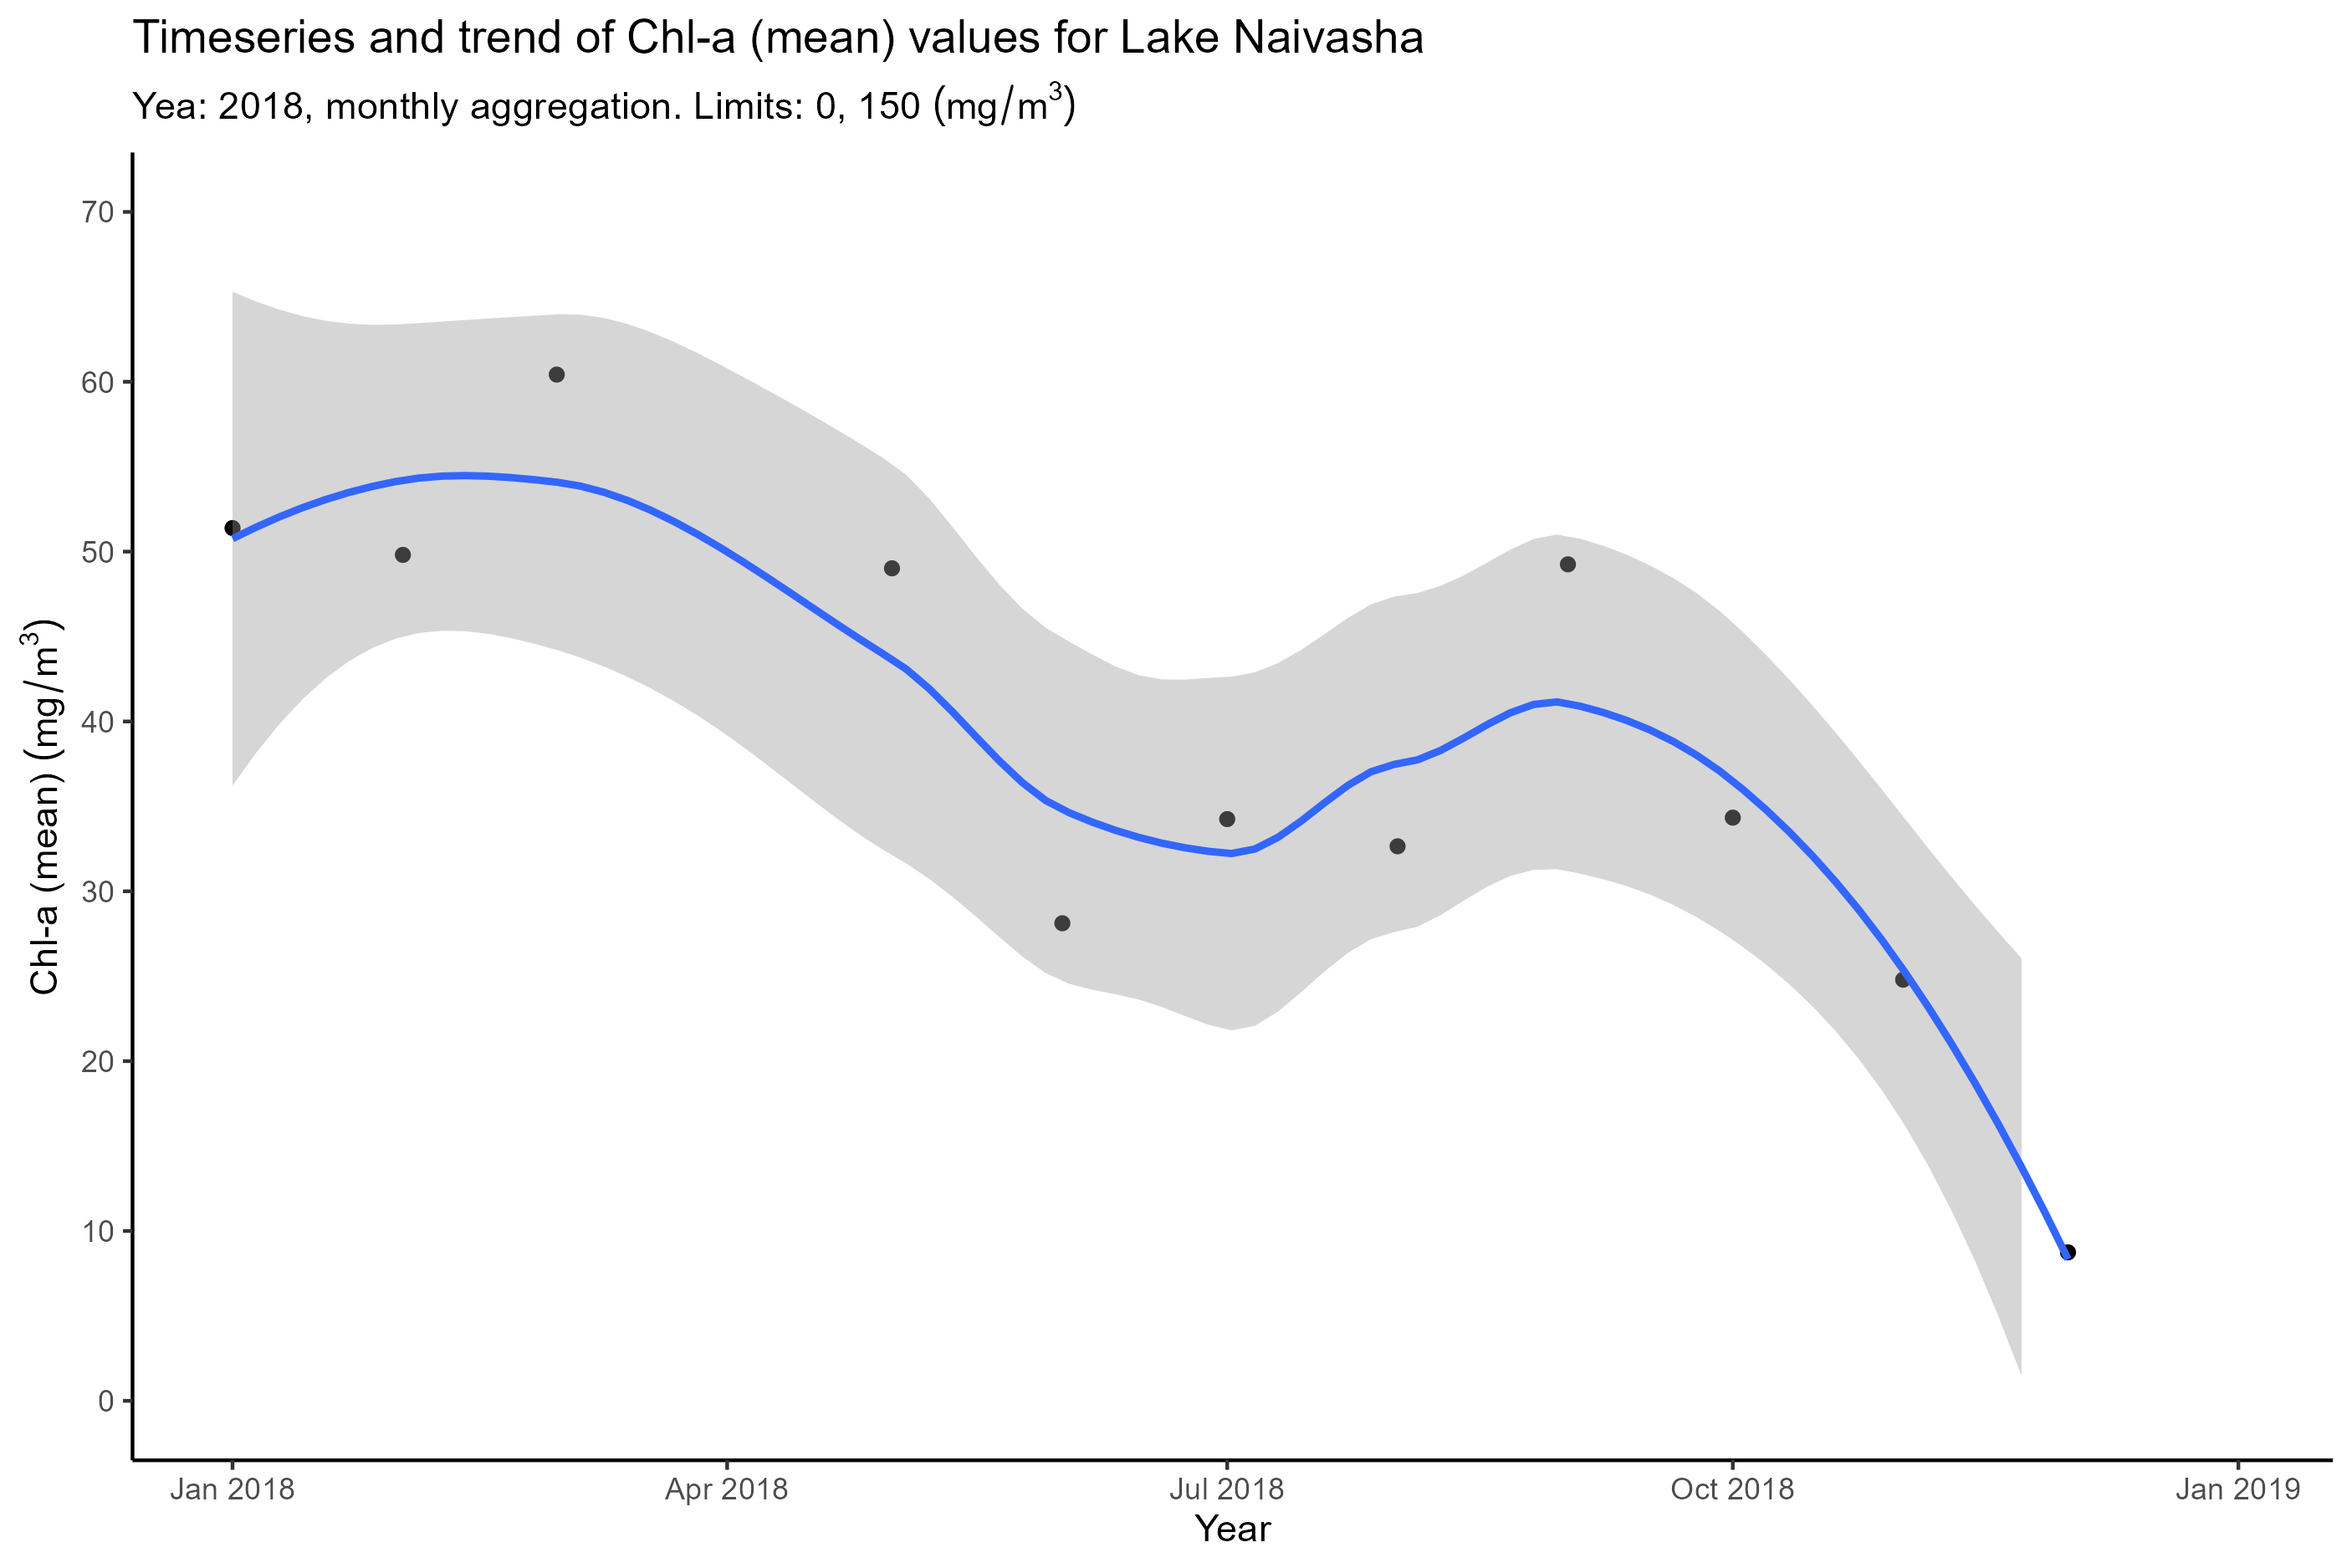 Timeseries and trend of Chl-a (mean) values for Lake Naivasha
Yea: 2018, monthly aggregation. Limits: 0, 150 (mg/m³)
Chl-a (mean) (mg/m³)
70
60
50
40
30
20
10
0
Jan 2018 Apr 2018 Jul 2018 Oct 2018 Jan 2019
Year